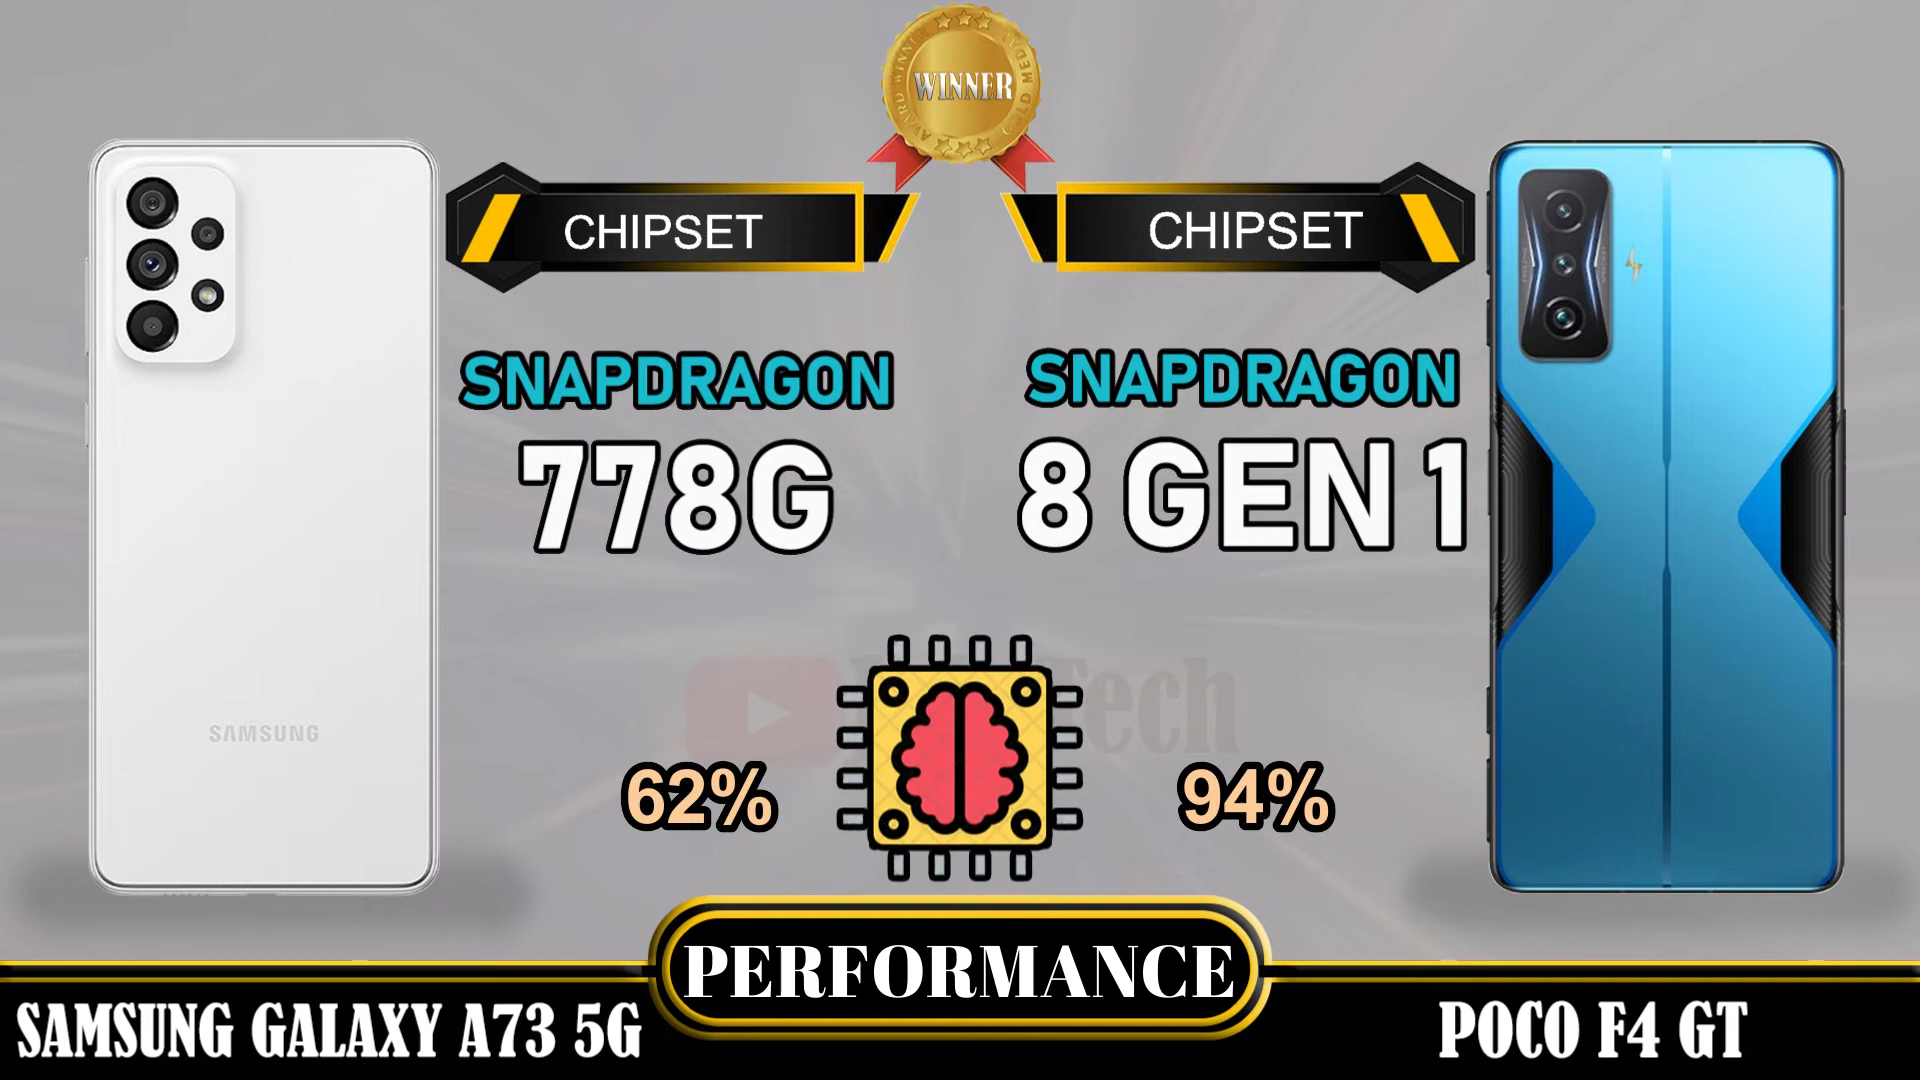 WINNER
CHIPSET
CHIPSET
SNAPDRAGON
778G
SNAPDRAGON
8 GEN 1
SAMSUNG
Tech
62%
94%
PERFORMANCE
SAMSUNG GALAXY A73 5G
POCO F4 GT